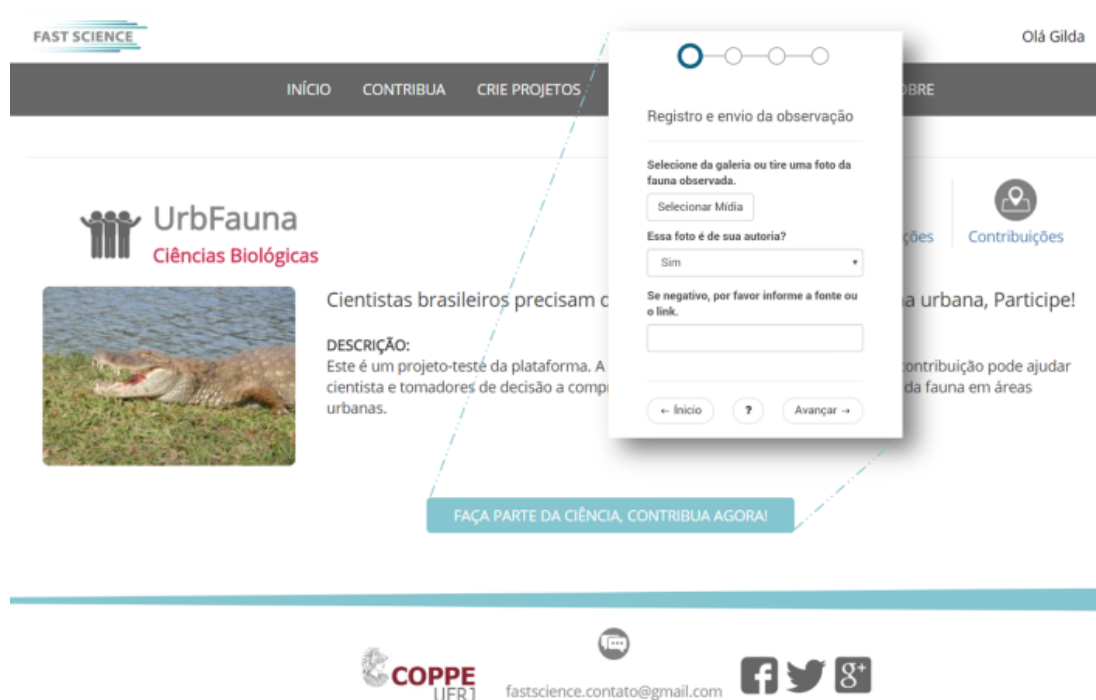 FAST SCIENCE
Olá Gilda
INÍCIO CONTRIBUA CRIE PROJETOS
UrbFauna
Ciências Biológicas
Contribuições
Cientistas brasileiros precisam
urbana, Participe!
DESCRIÇÃO:
Este é um projeto-teste da plataforma. A
contribuição pode ajudar
cientista e tomadores de decisão a
da fauna em áreas
urbanas.
Registro e envio da observação
Selecione da galeria ou tire uma foto da
fauna observada.
Selecionar Mídia
Essa foto é de sua autoria?
Sim
Se negativo, por favor informe a fonte ou
o link.
← Ínicio ? Avançar →
FAÇA PARTE DA CIÊNCIA, CONTRIBUA AGORA!
COPPE
UFRJ
fastscience.contato@gmail.com
f g+